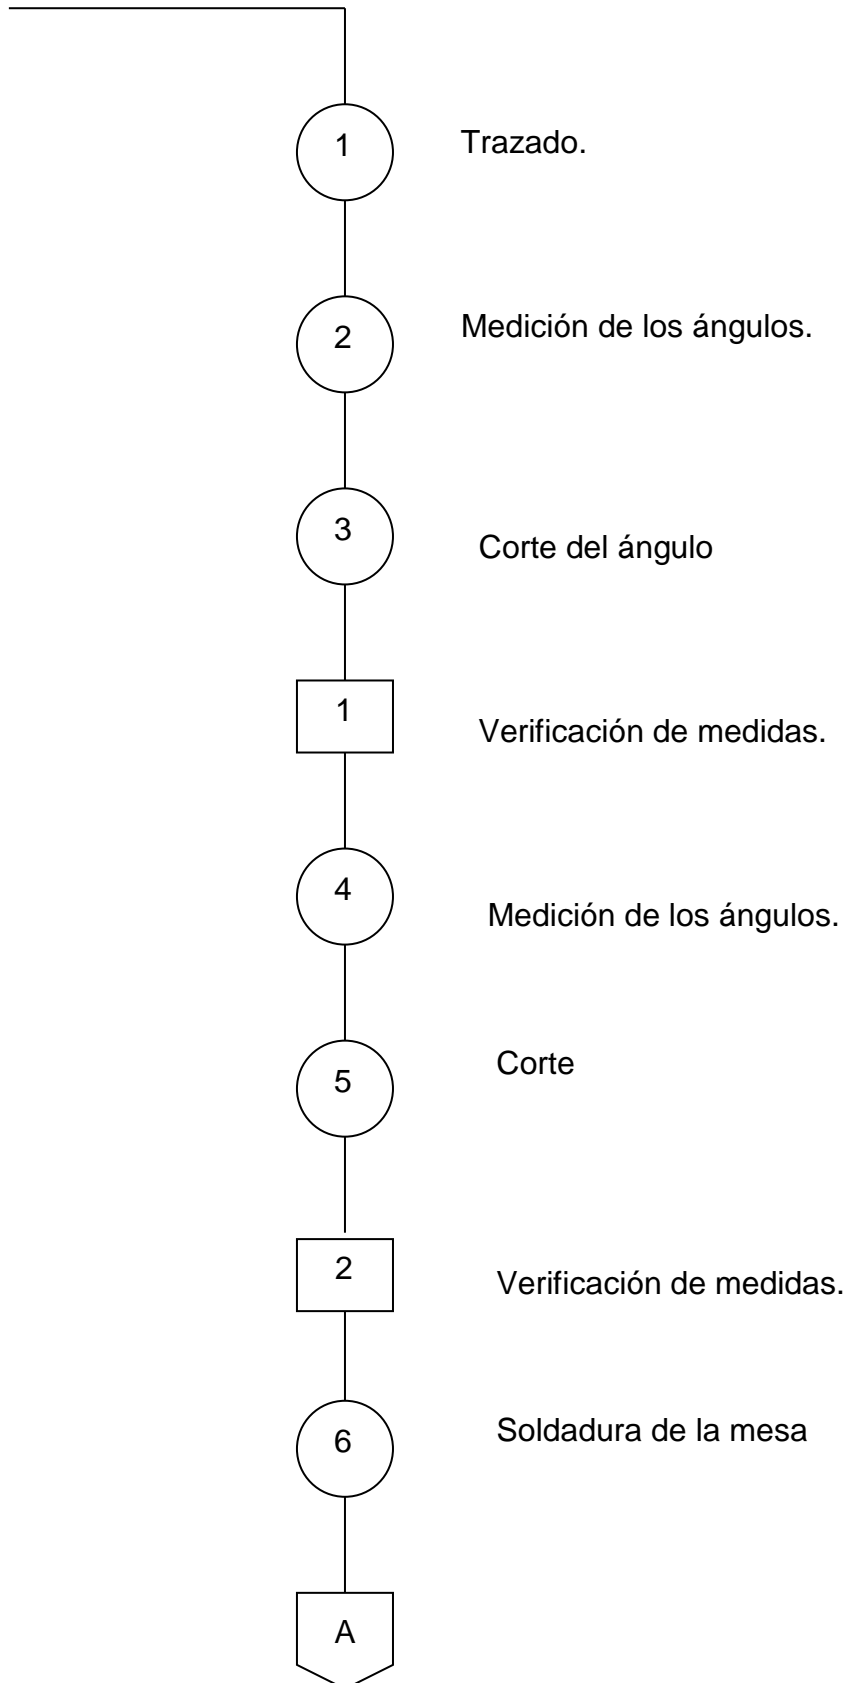 1 Trazado.
2 Medición de los ángulos.
3 Corte del ángulo
1 Verificación de medidas.
4 Medición de los ángulos.
5 Corte
2 Verificación de medidas.
6 Soldadura de la mesa
A